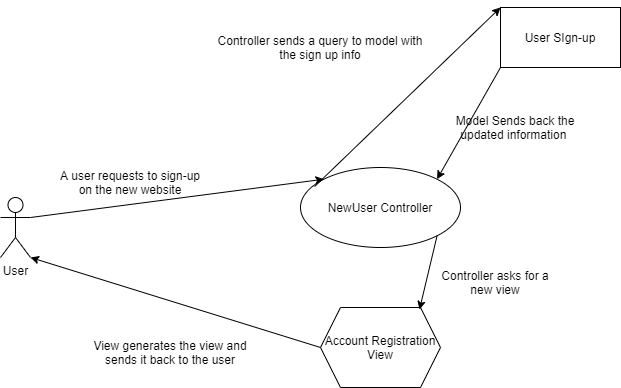 Controller sends a query to model with
the sign up info
User SIgn-up
Model Sends back the
updated information
A user requests to sign-up
on the new website
NewUser Controller
User
Controller asks for a
new view
Account Registration
View
View generates the view and
sends it back to the user